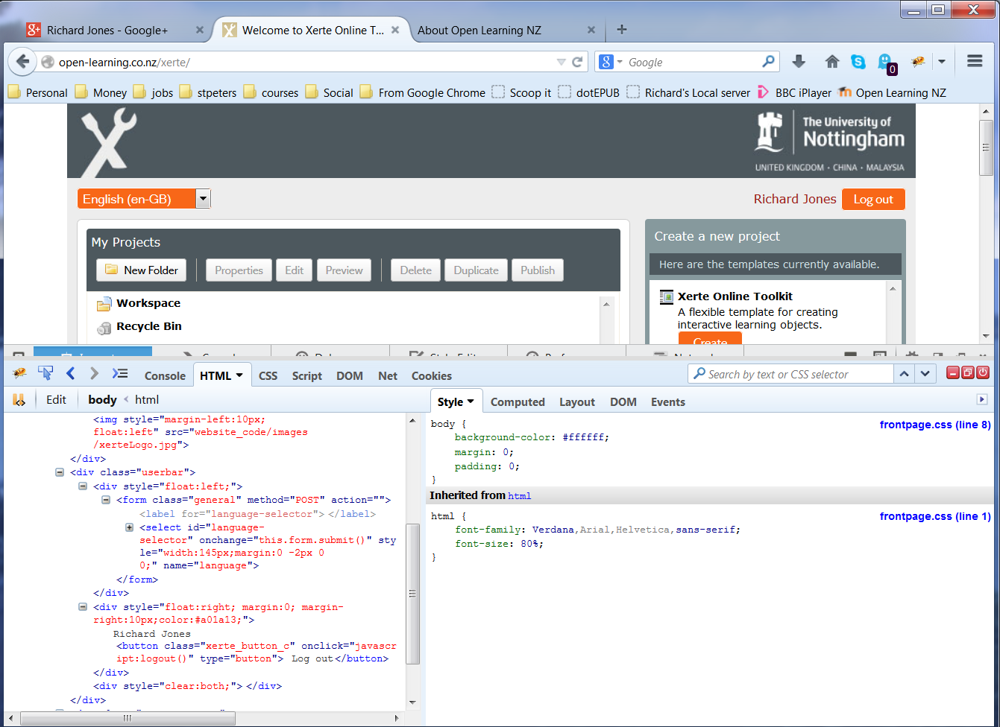 Richard Jones - Google+
Welcome to Xerte Online T...
About Open Learning NZ
open-learning.co.nz/xerte/
Google
0
Personal Money jobs stpeters courses Social From Google Chrome Scoop it dotEPUB Richard's Local server BBC iPlayer Open Learning NZ
The University of
Nottingham
UNITED KINGDOM · CHINA · MALAYSIA
English (en-GB)
Richard Jones Log out
My Projects
New Folder Properties Edit Preview Delete Duplicate Publish
Workspace
Recycle Bin
Create a new project
Here are the templates currently available.
Xerte Online Toolkit
A flexible template for creating
interactive learning objects.
Create
Console HTML CSS Script DOM Net Cookies
Search by text or CSS selector
Edit body < html
Style Computed Layout DOM Events
<img style="margin-left:10px;
float:left" src="website_code/images
/xerteLogo.jpg">
</div>
<div class="userbar">
<div style="float:left;">
<form class="general" method="POST" action="">
<label for="language-selector"> </label>
<select id="language-
selector" onchange="this.form.submit()" sty
le="width:145px;margin:0 -2px 0
0;" name="language">
</form>
</div>
<div style="float:right; margin:0; margin-
right:10px;color:#a01a13;">
Richard Jones
<button class="xerte_button_c" onclick="javasc
ript:logout()" type="button"> Log out</button>
</div>
<div style="clear:both;"> </div>
</div>
body {
frontpage.css (line 8)
background-color: #ffffff;
margin: 0;
padding: 0;
}
Inherited from html
html {
frontpage.css (line 1)
font-family: Verdana,Arial,Helvetica,sans-serif;
font-size: 80%;
}